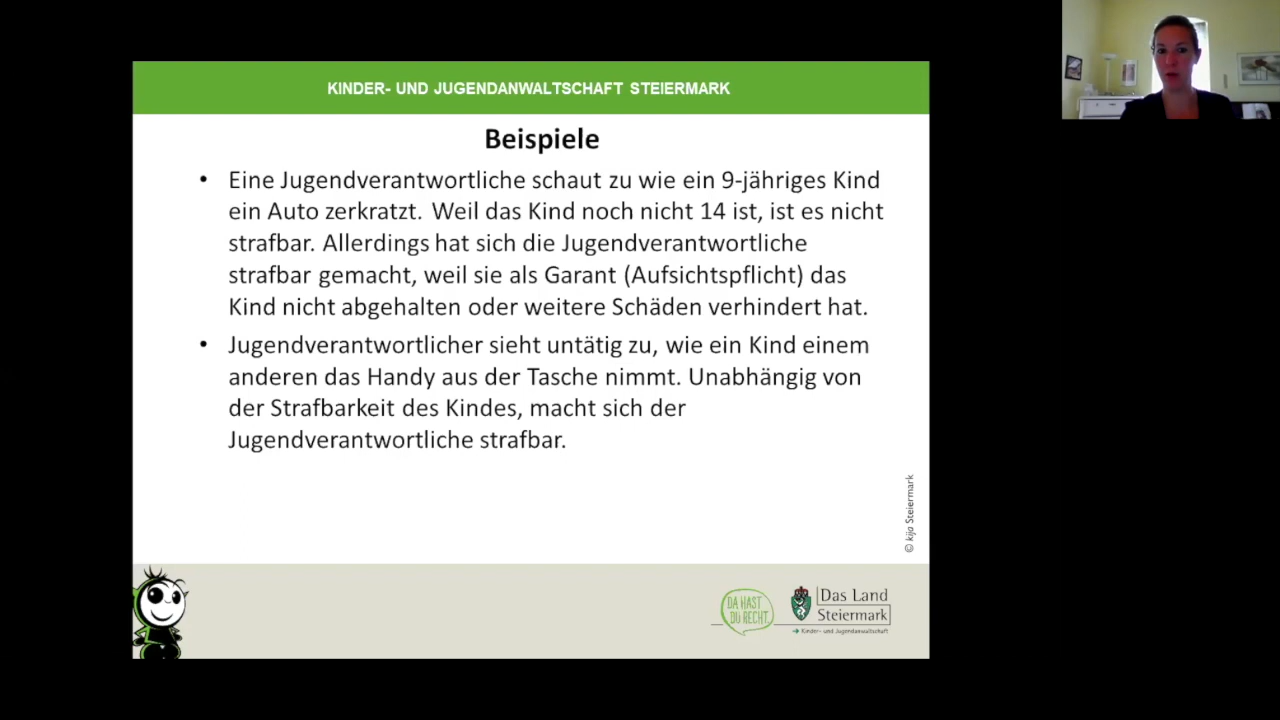 KINDER- UND JUGENDANWALTSCHAFT STEIERMARK
Beispiele
• Eine Jugendverantwortliche schaut zu wie ein 9-jähriges Kind
ein Auto zerkratzt. Weil das Kind noch nicht 14 ist, ist es nicht
strafbar. Allerdings hat sich die Jugendverantwortliche
strafbar gemacht, weil sie als Garant (Aufsichtspflicht) das
Kind nicht abgehalten oder weitere Schäden verhindert hat.
• Jugendverantwortlicher sieht untätig zu, wie ein Kind einem
anderen das Handy aus der Tasche nimmt. Unabhängig von
der Strafbarkeit des Kindes, macht sich der
Jugendverantwortliche strafbar.
© kija Steiermark
DA HAST
DU RECHT
Das Land
Steiermark
→ Kinder- und Jugendanwaltschaft